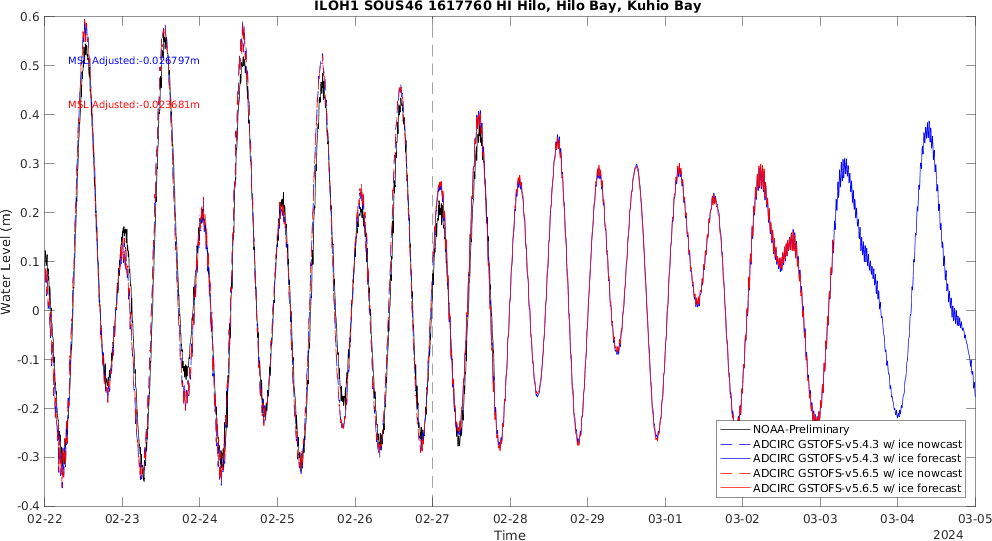 ILOH1 SOUS46 1617760 HI Hilo, Hilo Bay, Kuhio Bay
0.6
0.5
0.4
0.3
0.2
0.1
0
-0.1
-0.2
-0.3
-0.4
Water Level (m)
MSL Adjusted:-0.026797m
MSL Adjusted:-0.023681m
NOAA-Preliminary
ADCIRC GSTOFS-v5.4.3 w/ ice nowcast
ADCIRC GSTOFS-v5.4.3 w/ ice forecast
ADCIRC GSTOFS-v5.6.5 w/ ice nowcast
ADCIRC GSTOFS-v5.6.5 w/ ice forecast
02-22 02-23 02-24 02-25 02-26 02-27 02-28 02-29 03-01 03-02 03-03 03-04 03-05
Time
2024